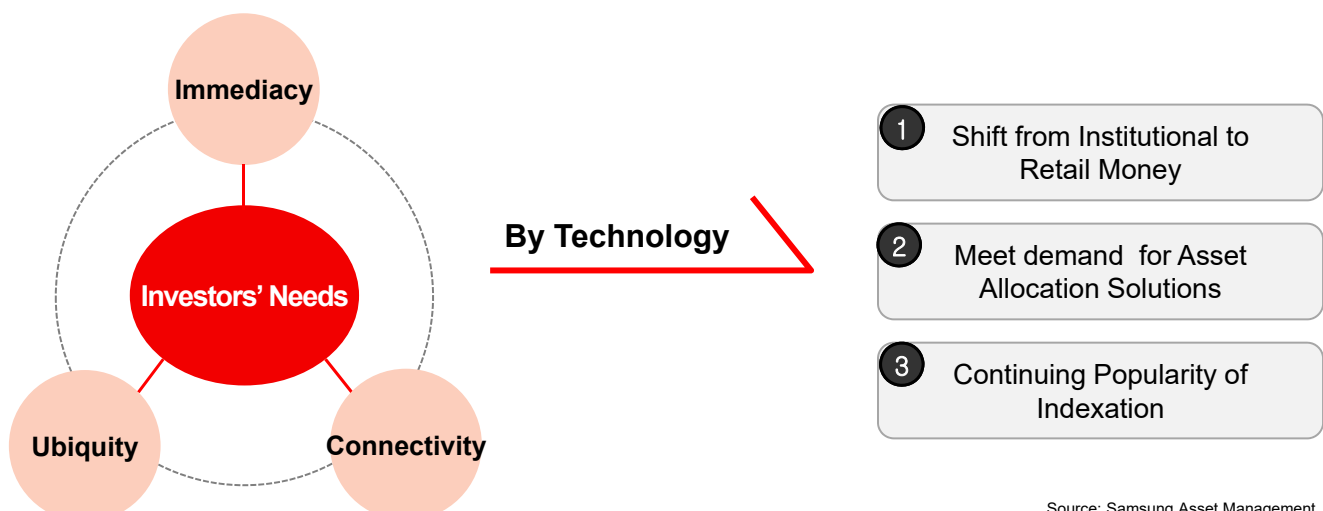 Immediacy
Investors' Needs
Ubiquity
Connectivity
By Technology
1
Shift from Institutional to
Retail Money
2
Meet demand for Asset
Allocation Solutions
3
Continuing Popularity of
Indexation
Source: Samsung Asset Management